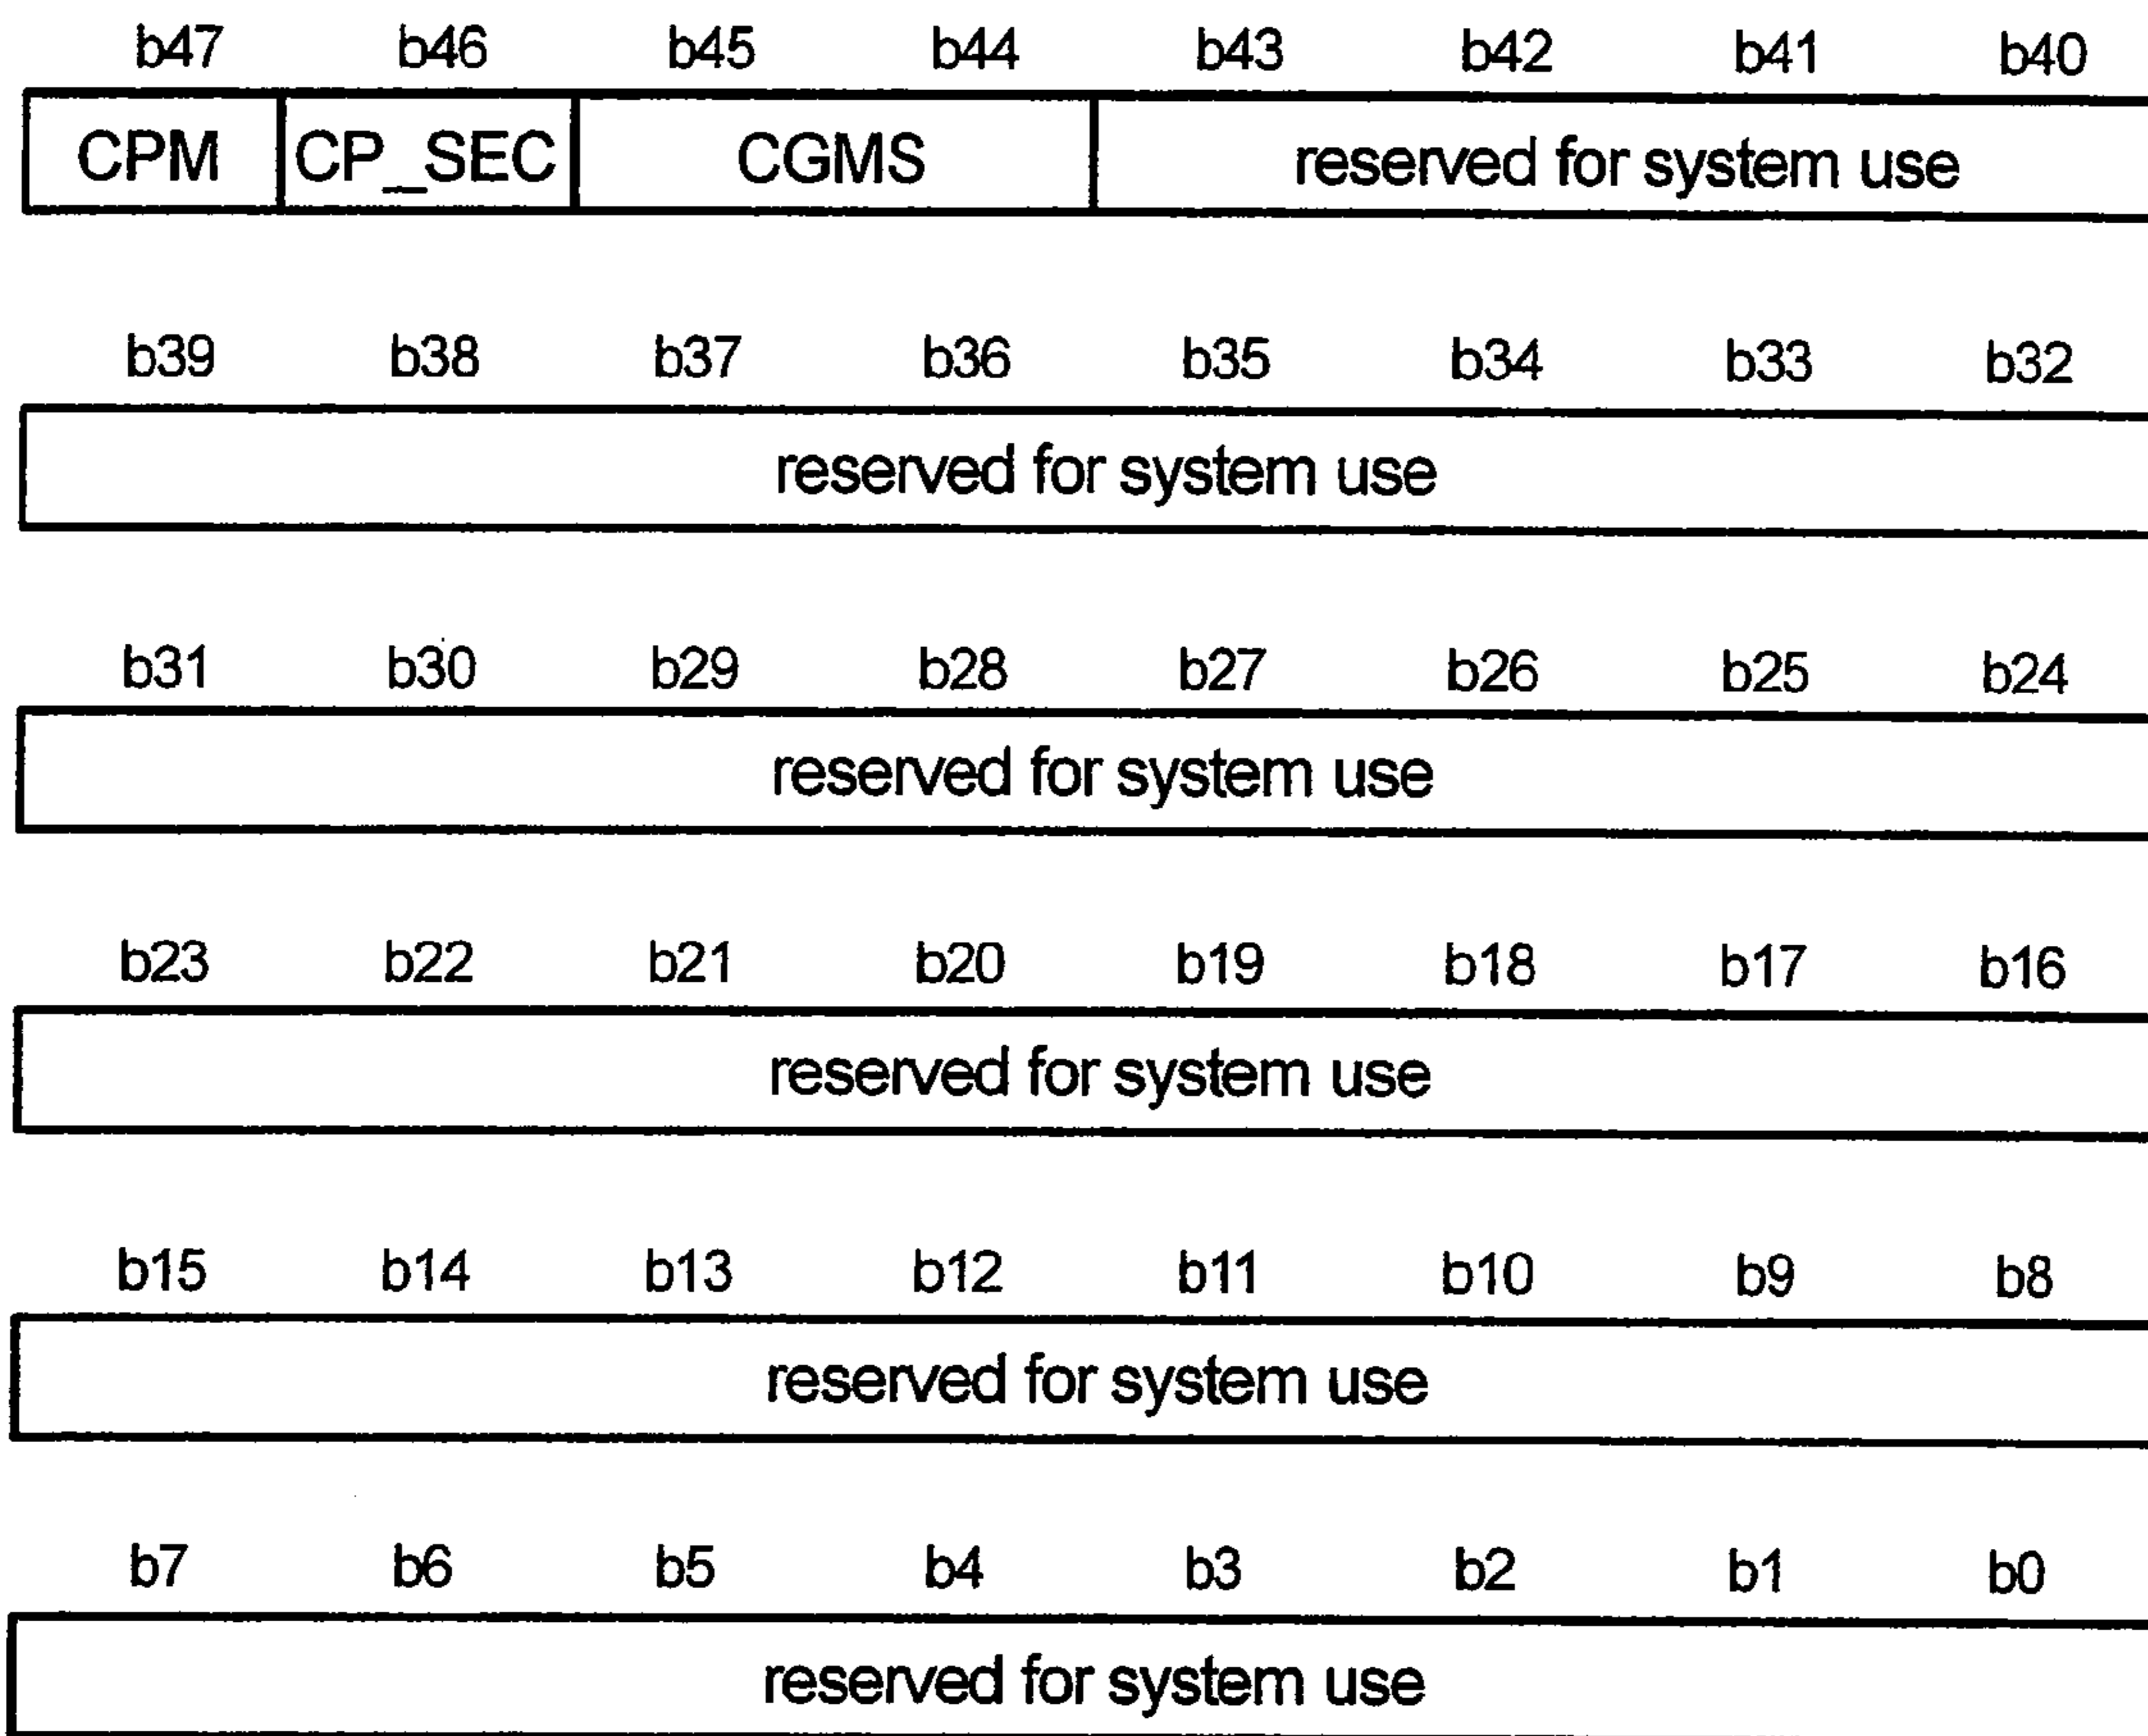 b47 b46 b45 b44 b43 b42 b41 b40
CPM CP_SEC CGMS reserved for system use
b39 b38 b37 b36 b35 b34 b33 b32
reserved for system use
b31 b30 b29 b28 b27 b26 b25 b24
reserved for system use
b23 b22 b21 b20 b19 b18 b17 b16
reserved for system use
b15 b14 b13 b12 b11 b10 b9 b8
reserved for system use
b7 b6 b5 b4 b3 b2 b1 b0
reserved for system use